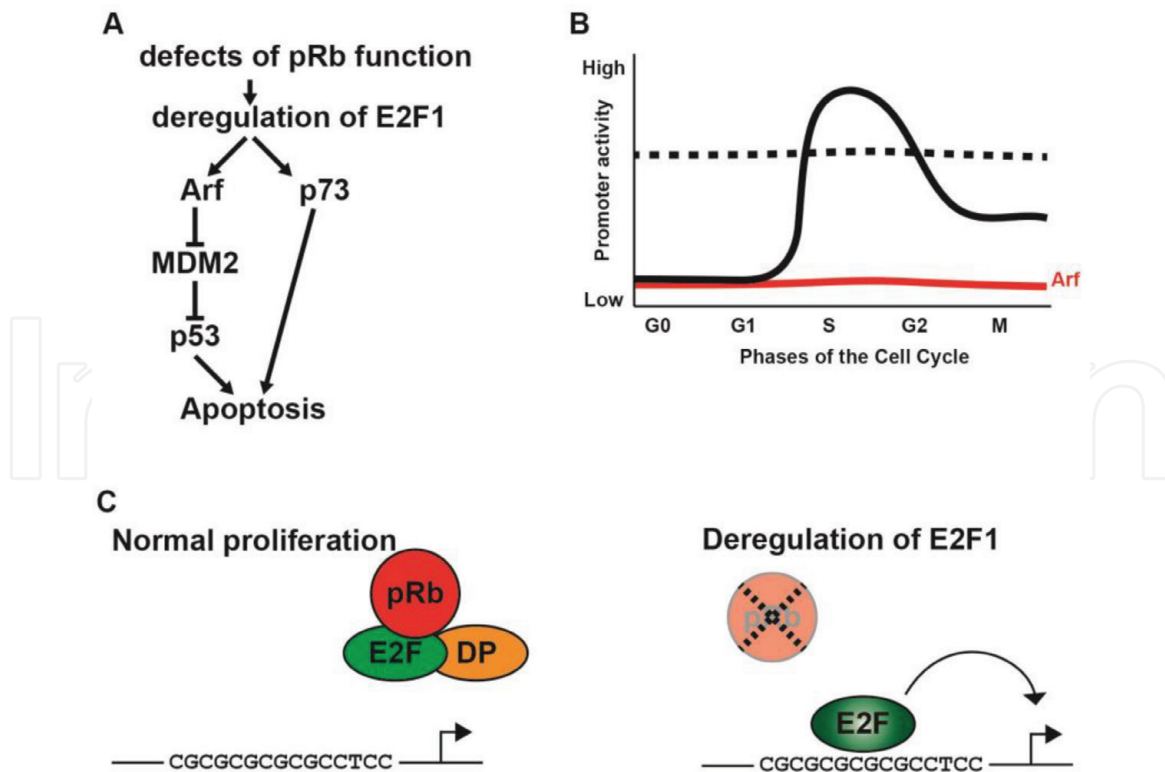 A
defects of pRb function
deregulation of E2F1
Arf
p73
MDM2
p53
Apoptosis
B
High
Promoter activity
Low
Arf
G0 G1 S G2 M
Phases of the Cell Cycle
C
Normal proliferation
pRb
E2F
DP
CGCGCGCGCGCCTCC
Deregulation of E2F1
pRb
E2F
CGCGCGCGCGCCTCC